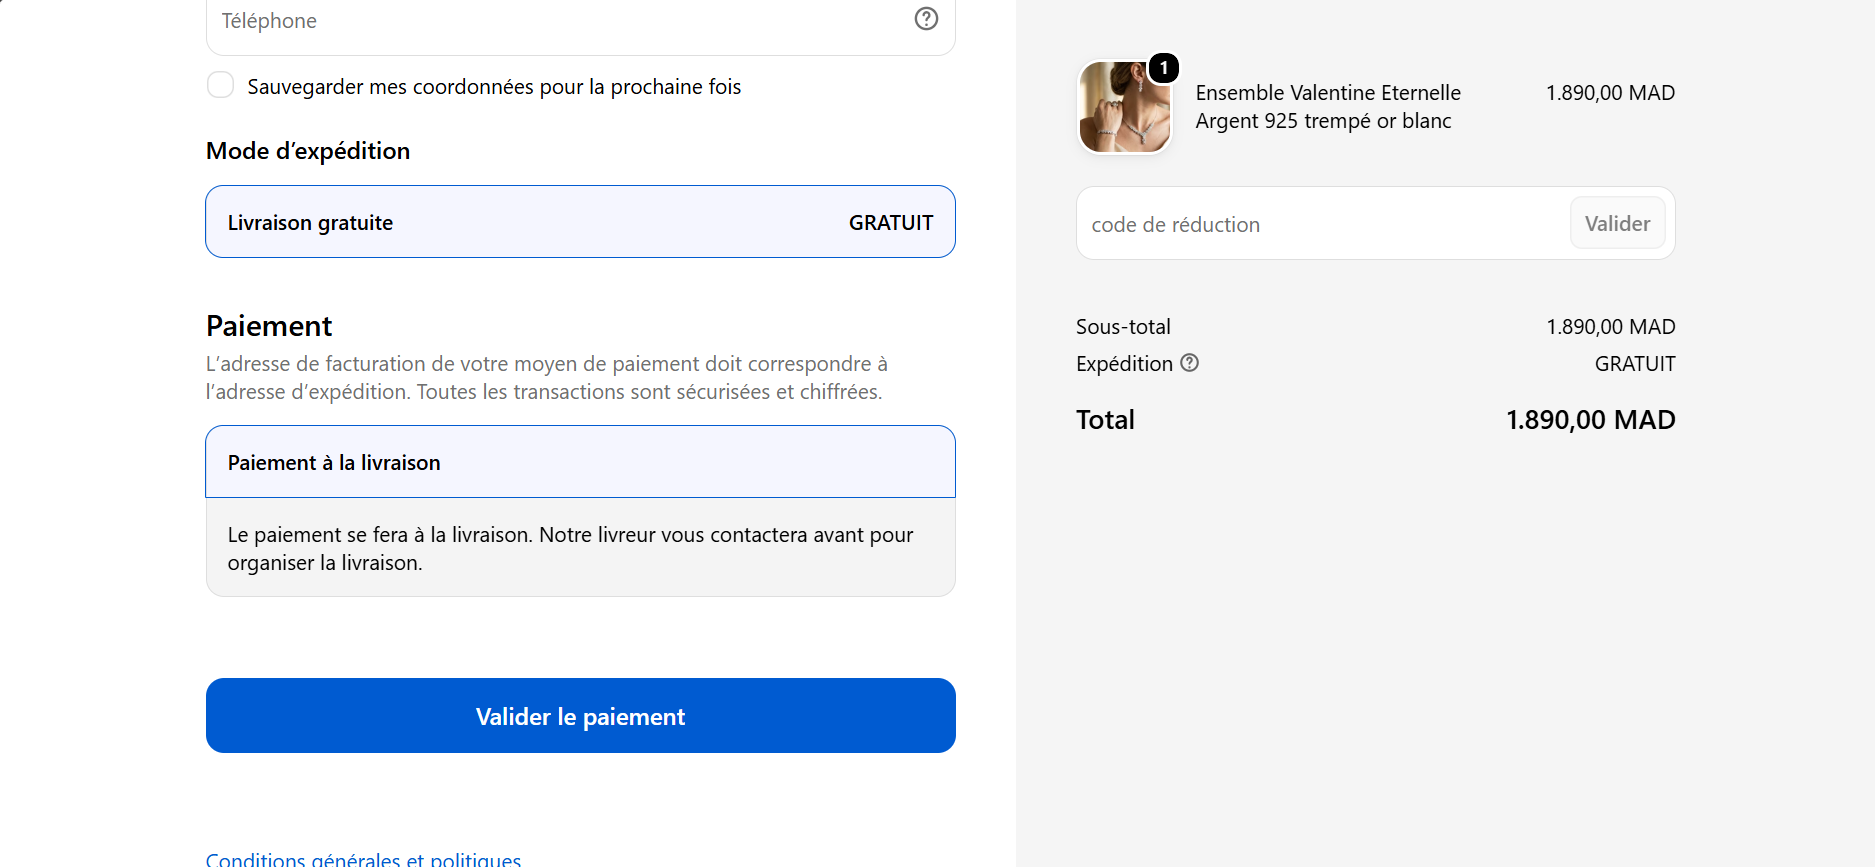 Téléphone
Sauvegarder mes coordonnées pour la prochaine fois
Mode d’expédition
Livraison gratuite GRATUIT
Paiement
L’adresse de facturation de votre moyen de paiement doit correspondre à
l’adresse d’expédition. Toutes les transactions sont sécurisées et chiffrées.
Paiement à la livraison
Le paiement se fera à la livraison. Notre livreur vous contactera avant pour
organiser la livraison.
Valider le paiement
Conditions générales et politiques
1
Ensemble Valentine Eternelle 1.890,00 MAD
Argent 925 trempé or blanc
code de réduction Valider
Sous-total 1.890,00 MAD
Expédition GRATUIT
Total 1.890,00 MAD